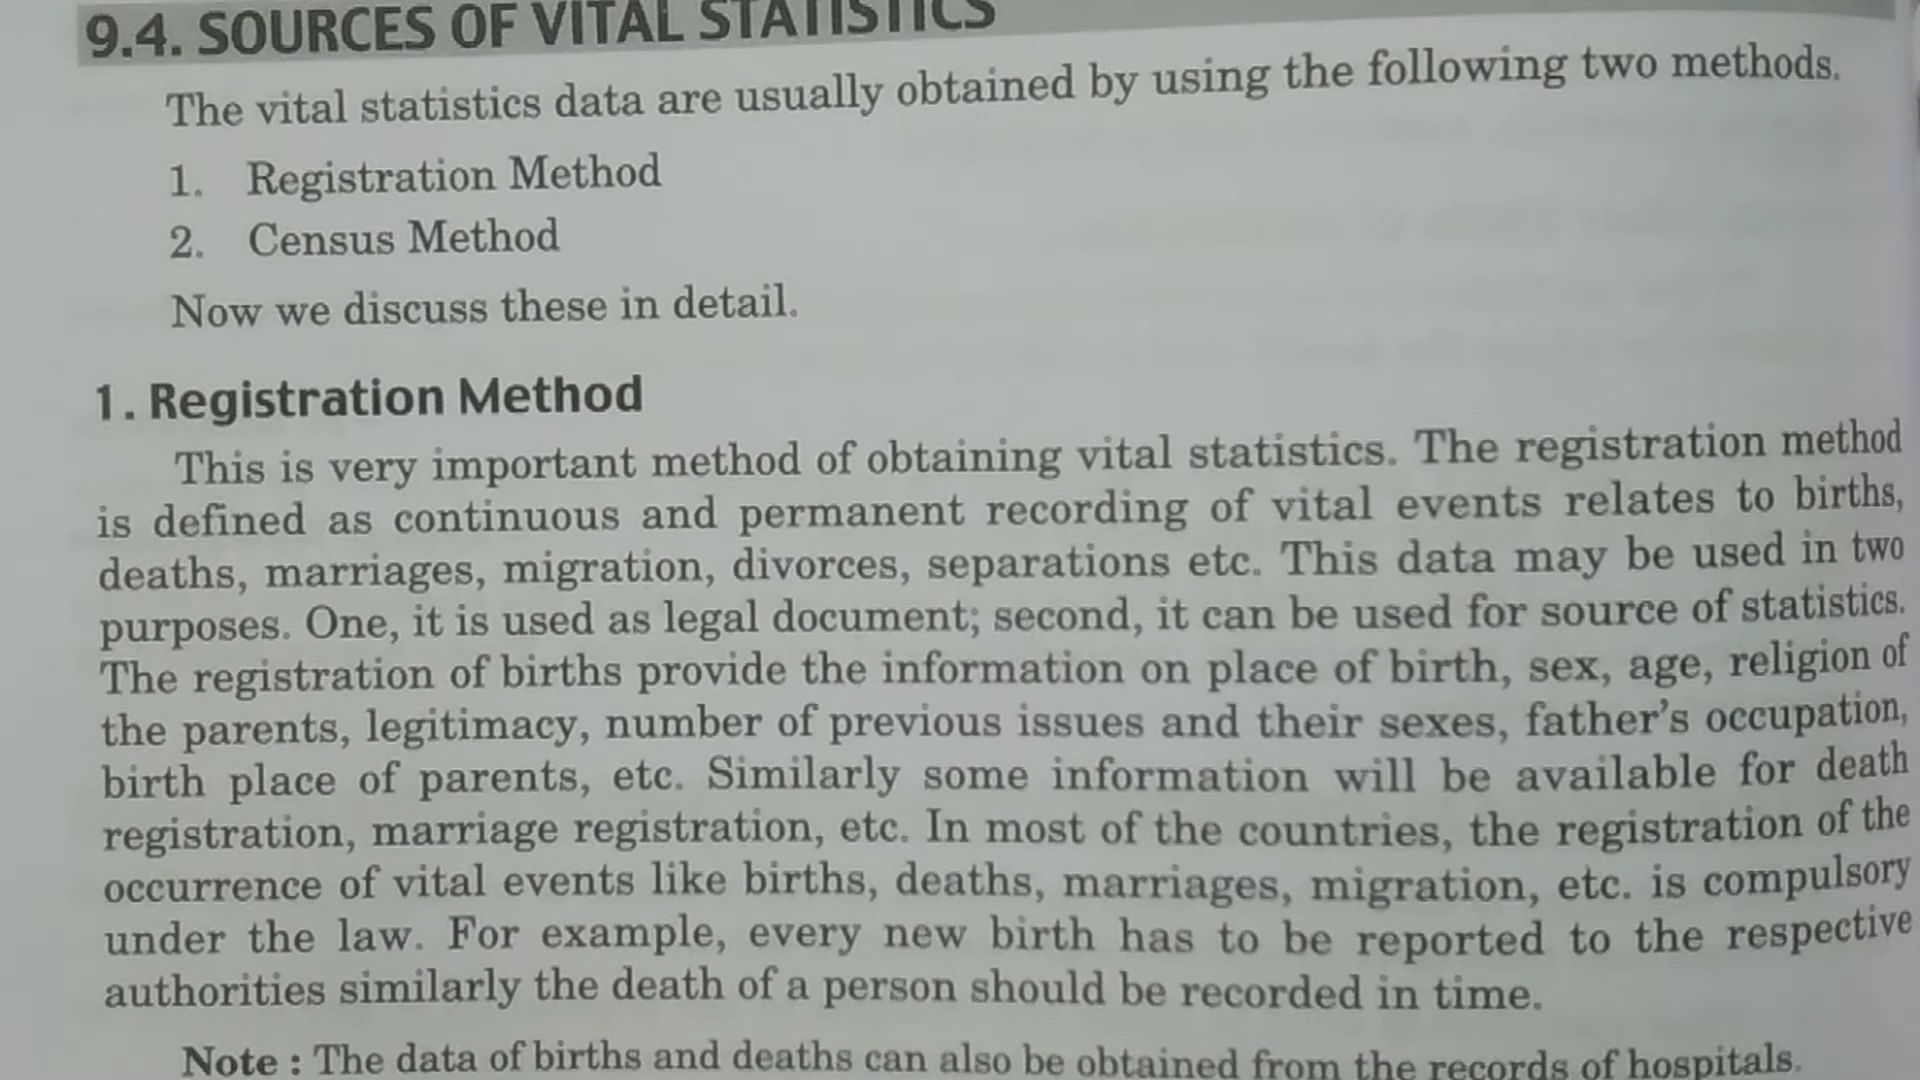 9.4. SOURCES OF VITAL STATISTICS
The vital statistics data are usually obtained by using the following two methods.
1. Registration Method
2. Census Method
Now we discuss these in detail.
1. Registration Method
This is very important method of obtaining vital statistics. The registration method
is defined as continuous and permanent recording of vital events relates to births,
deaths, marriages, migration, divorces, separations etc. This data may be used in two
purposes. One, it is used as legal document; second, it can be used for source of statistics.
The registration of births provide the information on place of birth, sex, age, religion of
the parents, legitimacy, number of previous issues and their sexes, father's occupation,
birth place of parents, etc. Similarly some information will be available for death
registration, marriage registration, etc. In most of the countries, the registration of the
occurrence of vital events like births, deaths, marriages, migration, etc. is compulsory
under the law. For example, every new birth has to be reported to the respective
authorities similarly the death of a person should be recorded in time.
Note : The data of births and deaths can also be obtained from the records of hospitals.